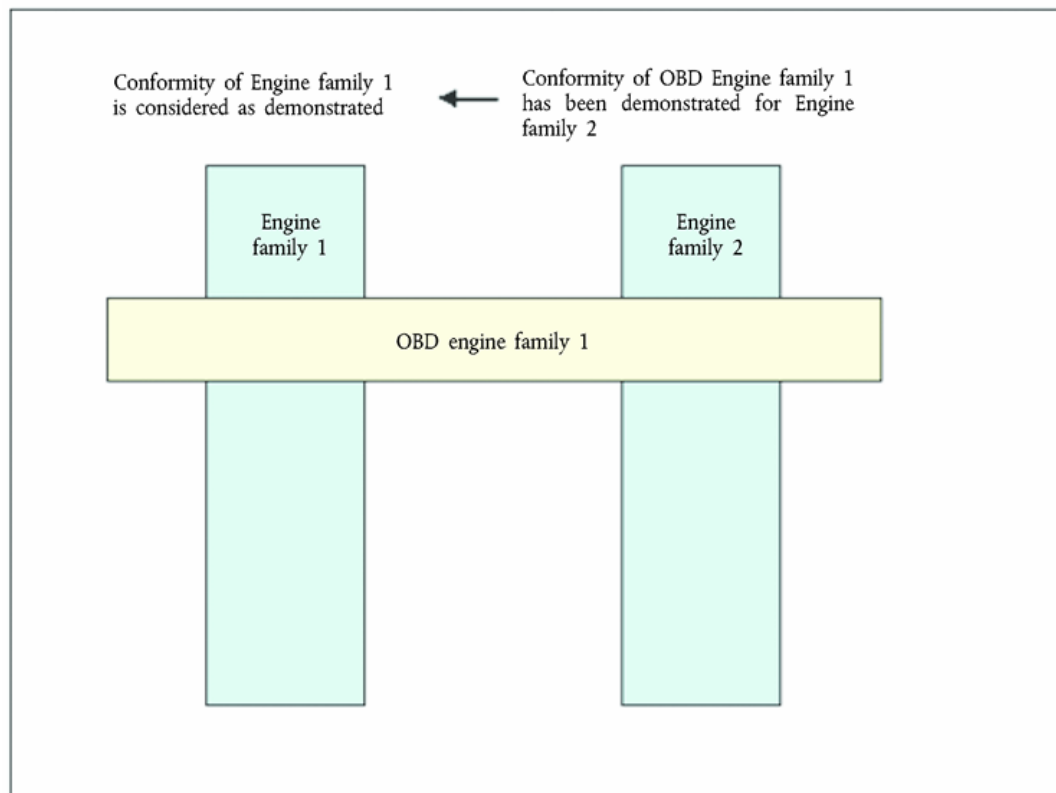 Conformity of Engine family 1
is considered as demonstrated
Conformity of OBD Engine family 1
has been demonstrated for Engine
family 2
Engine
family 1
Engine
family 2
OBD engine family 1